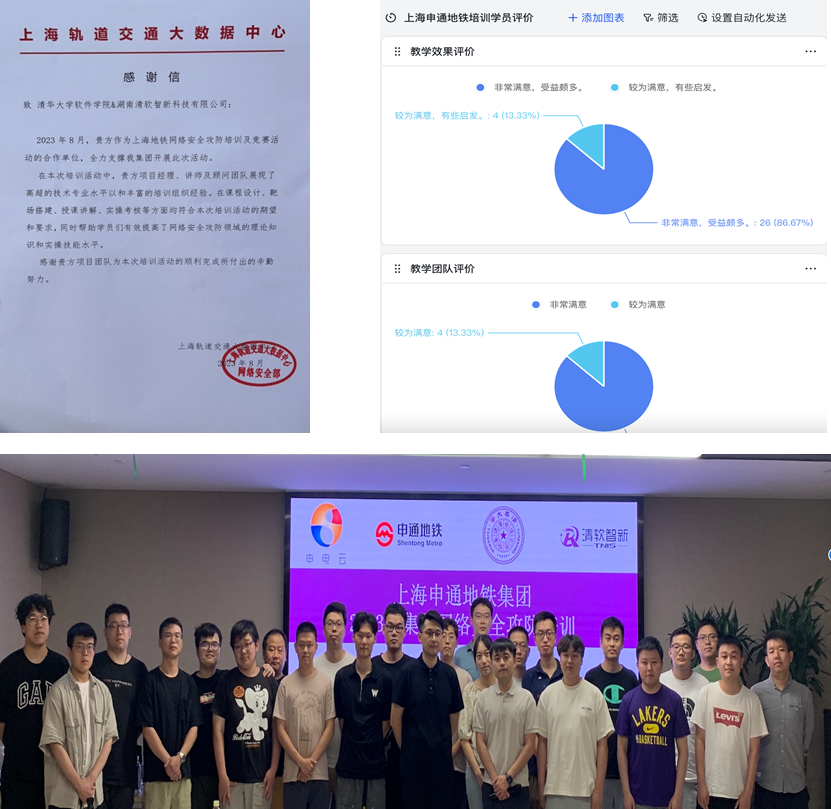 上海轨道交通大数据中心
感谢信
致 清华大学软件学院&湖南清软智新科技有限公司:
2023年8月,贵方作为上海地铁网络安全攻防培训及竞赛活
动的合作单位,全力支撑我集团开展此次活动。
在本次培训活动中,贵方项目经理、讲师及顾问团队展现了
高超的技术专业水平以和丰富的培训组织经验。在课程设计、靶
场搭建、授课讲解、实操考核等方面均符合本次培训活动的期望
和要求,同时帮助学员们有效提高了网络安全攻防领域的理论知
识和实操技能水平。
感谢贵方项目团队为本次培训活动的顺利完成所付出的辛勤
努力。
上海轨道交通大数据中心
网络安全部
2023年8月
上海申通地铁培训学员评价
添加图表 筛选 设置自动化发送
教学效果评价
非常满意,受益颇多。 较为满意,有些启发。
较为满意,有些启发。: 4 (13.33%)
非常满意,受益颇多。: 26 (86.67%)
教学团队评价
非常满意 较为满意
较为满意: 4 (13.33%)
申电云
申通地铁
Shentong Metro
清软智新
TNIS
上海申通地铁集团
集 网络 全攻防 培训
GAP
W
LAKERS
BASKETBALL
Levi's